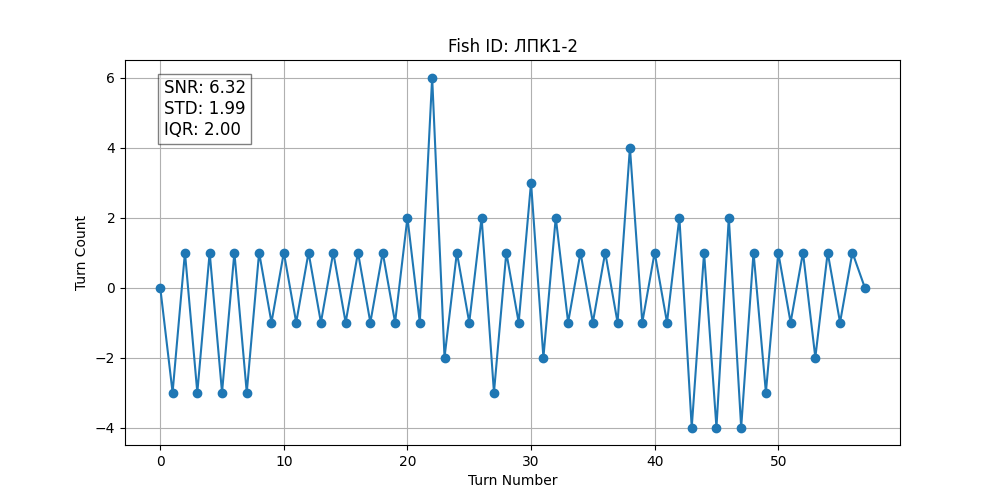 Fish ID: ЛПК1-2
SNR: 6.32
STD: 1.99
IQR: 2.00
Turn Count
6
4
2
0
−2
−4
0 10 20 30 40 50
Turn Number